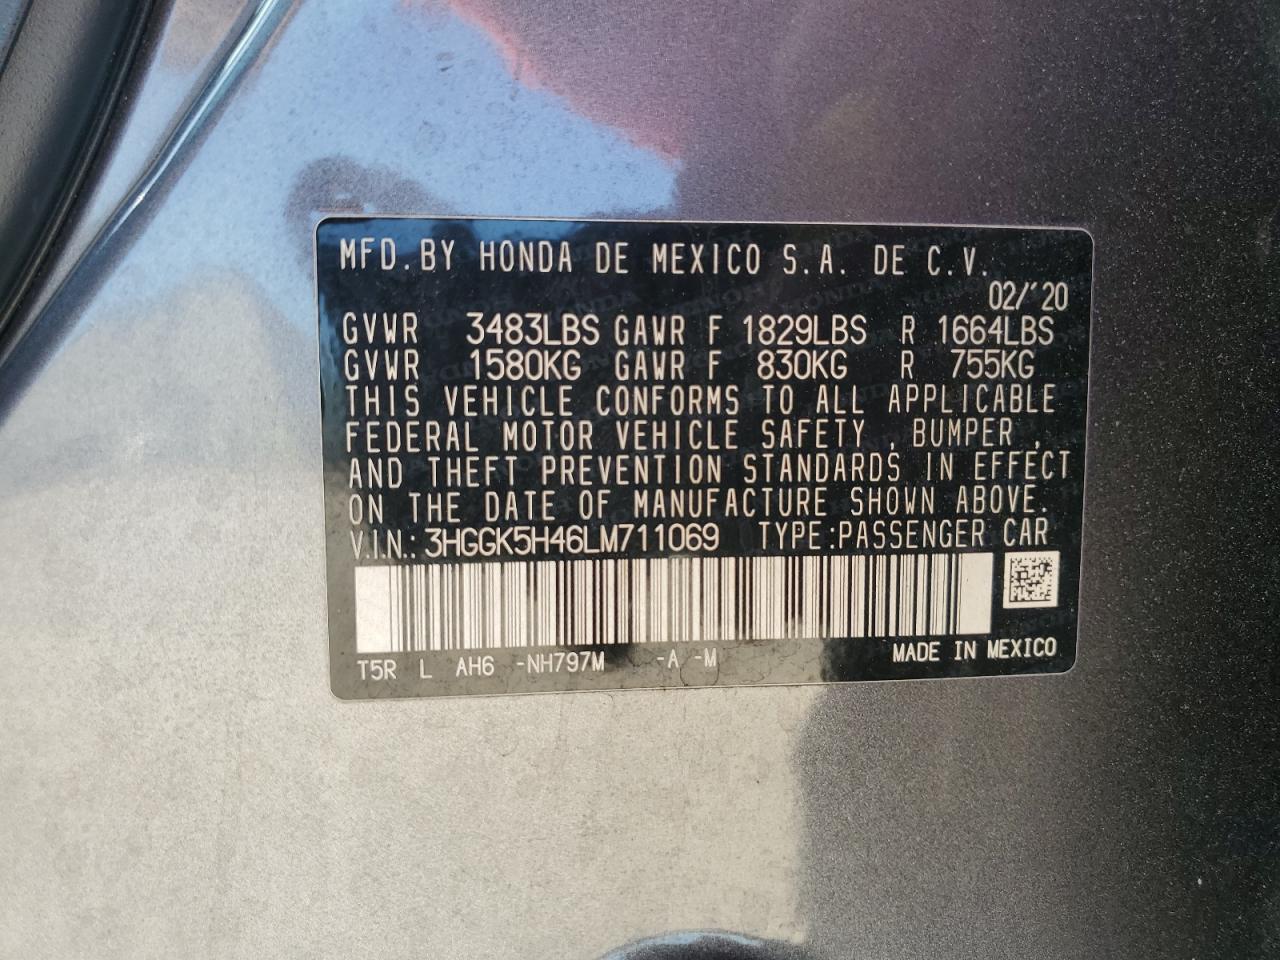 MFD. BY HONDA DE MEXICO S.A. DE C.V.
02/'20
GVWR 3483LBS GAWR F 1829LBS R 1664LBS
GVWR 1580KG GAWR F 830KG R 755KG
THIS VEHICLE CONFORMS TO ALL APPLICABLE
FEDERAL MOTOR VEHICLE SAFETY , BUMPER ,
AND THEFT PREVENTION STANDARDS IN EFFECT
ON THE DATE OF MANUFACTURE SHOWN ABOVE.
V.I.N.: 3HGGK5H46LM711069 TYPE:PASSENGER CAR
T5R L AH6 -NH797M -A -M MADE IN MEXICO